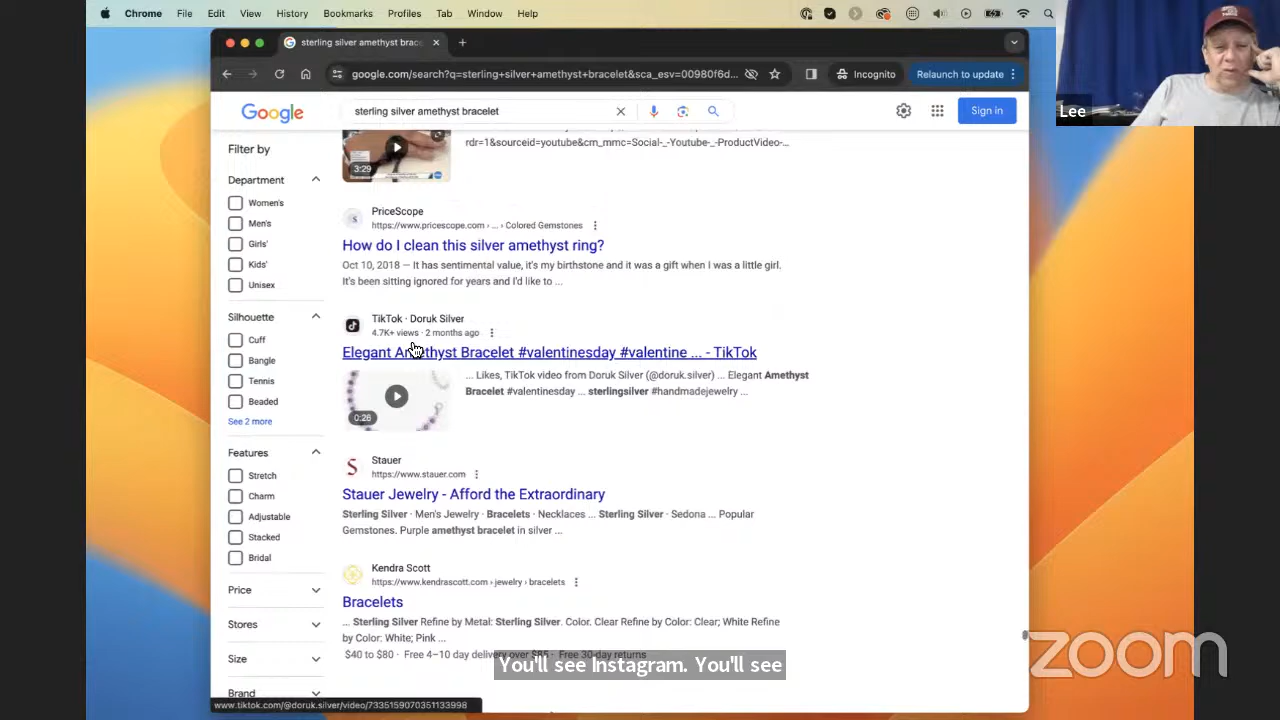 Chrome File Edit View History Bookmarks Profiles Tab Window Help
sterling silver amethyst brac
google.com/search?q=sterling+silver+amethyst+bracelet&sca_esv=00980f6d...
Incognito
Relaunch to update
Google
sterling silver amethyst bracelet
Sign in
Lee
Filter by
Department
Women's
Men's
Girls'
Kids'
Unisex
Silhouette
Cuff
Bangle
Tennis
Beaded
See 2 more
Features
Stretch
Charm
Adjustable
Stacked
Bridal
Price
Stores
Size
Brand
rdr=1&sourceid=youtube&cm_mmc=Social-_-Youtube-_-ProductVideo-...
3:29
PriceScope
https://www.pricescope.com › ... › Colored Gemstones
How do I clean this silver amethyst ring?
Oct 10, 2018 — It has sentimental value, it's my birthstone and it was a gift when I was a little girl.
It's been sitting ignored for years and I'd like to ...
TikTok · Doruk Silver
4.7K+ views · 2 months ago
Elegant Amethyst Bracelet #valentinesday #valentine ... - TikTok
... Likes, TikTok video from Doruk Silver (@doruk.silver) ... Elegant Amethyst
Bracelet #valentinesday ... sterlingsilver #handmadejewelry ...
0:26
S
Stauer
https://www.stauer.com
Stauer Jewelry - Afford the Extraordinary
Sterling Silver · Men's Jewelry · Bracelets · Necklaces ... Sterling Silver · Sedona ... Popular
Gemstones. Purple amethyst bracelet in silver ...
Kendra Scott
https://www.kendrascott.com › jewelry › bracelets
Bracelets
... Sterling Silver Refine by Metal: Sterling Silver. Color. Clear Refine by Color: Clear; White Refine
by Color: White; Pink ...
$40 to $80 · Free 4–10 day delivery over $85 · Free 30-day returns
You'll see Instagram. You'll see
www.tiktok.com/@doruk.silver/video/7335159070351133998
zoom